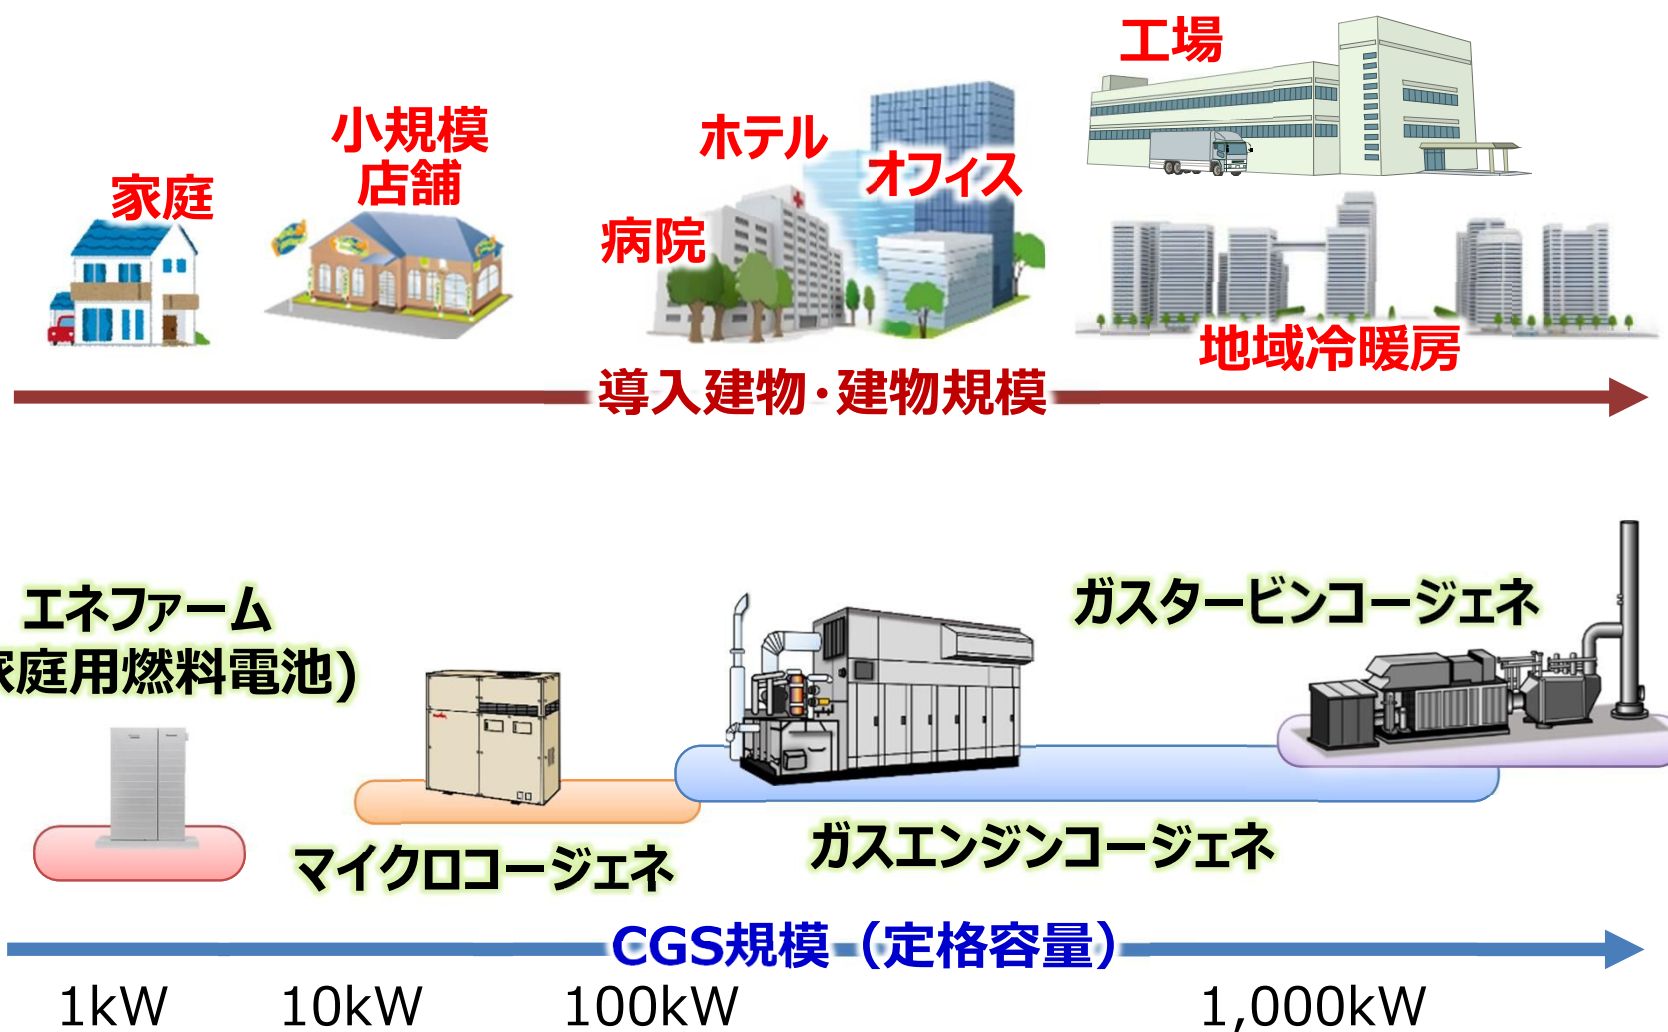 工場
小規模
店舗
ホテル
オフィス
家庭
病院
地域冷暖房
導入建物・建物規模
エネファーム
家庭用燃料電池)
ガスタービンコージェネ
マイクロコージェネ
ガスエンジンコージェネ
CGS規模（定格容量）
1kW 10kW 100kW 1,000kW